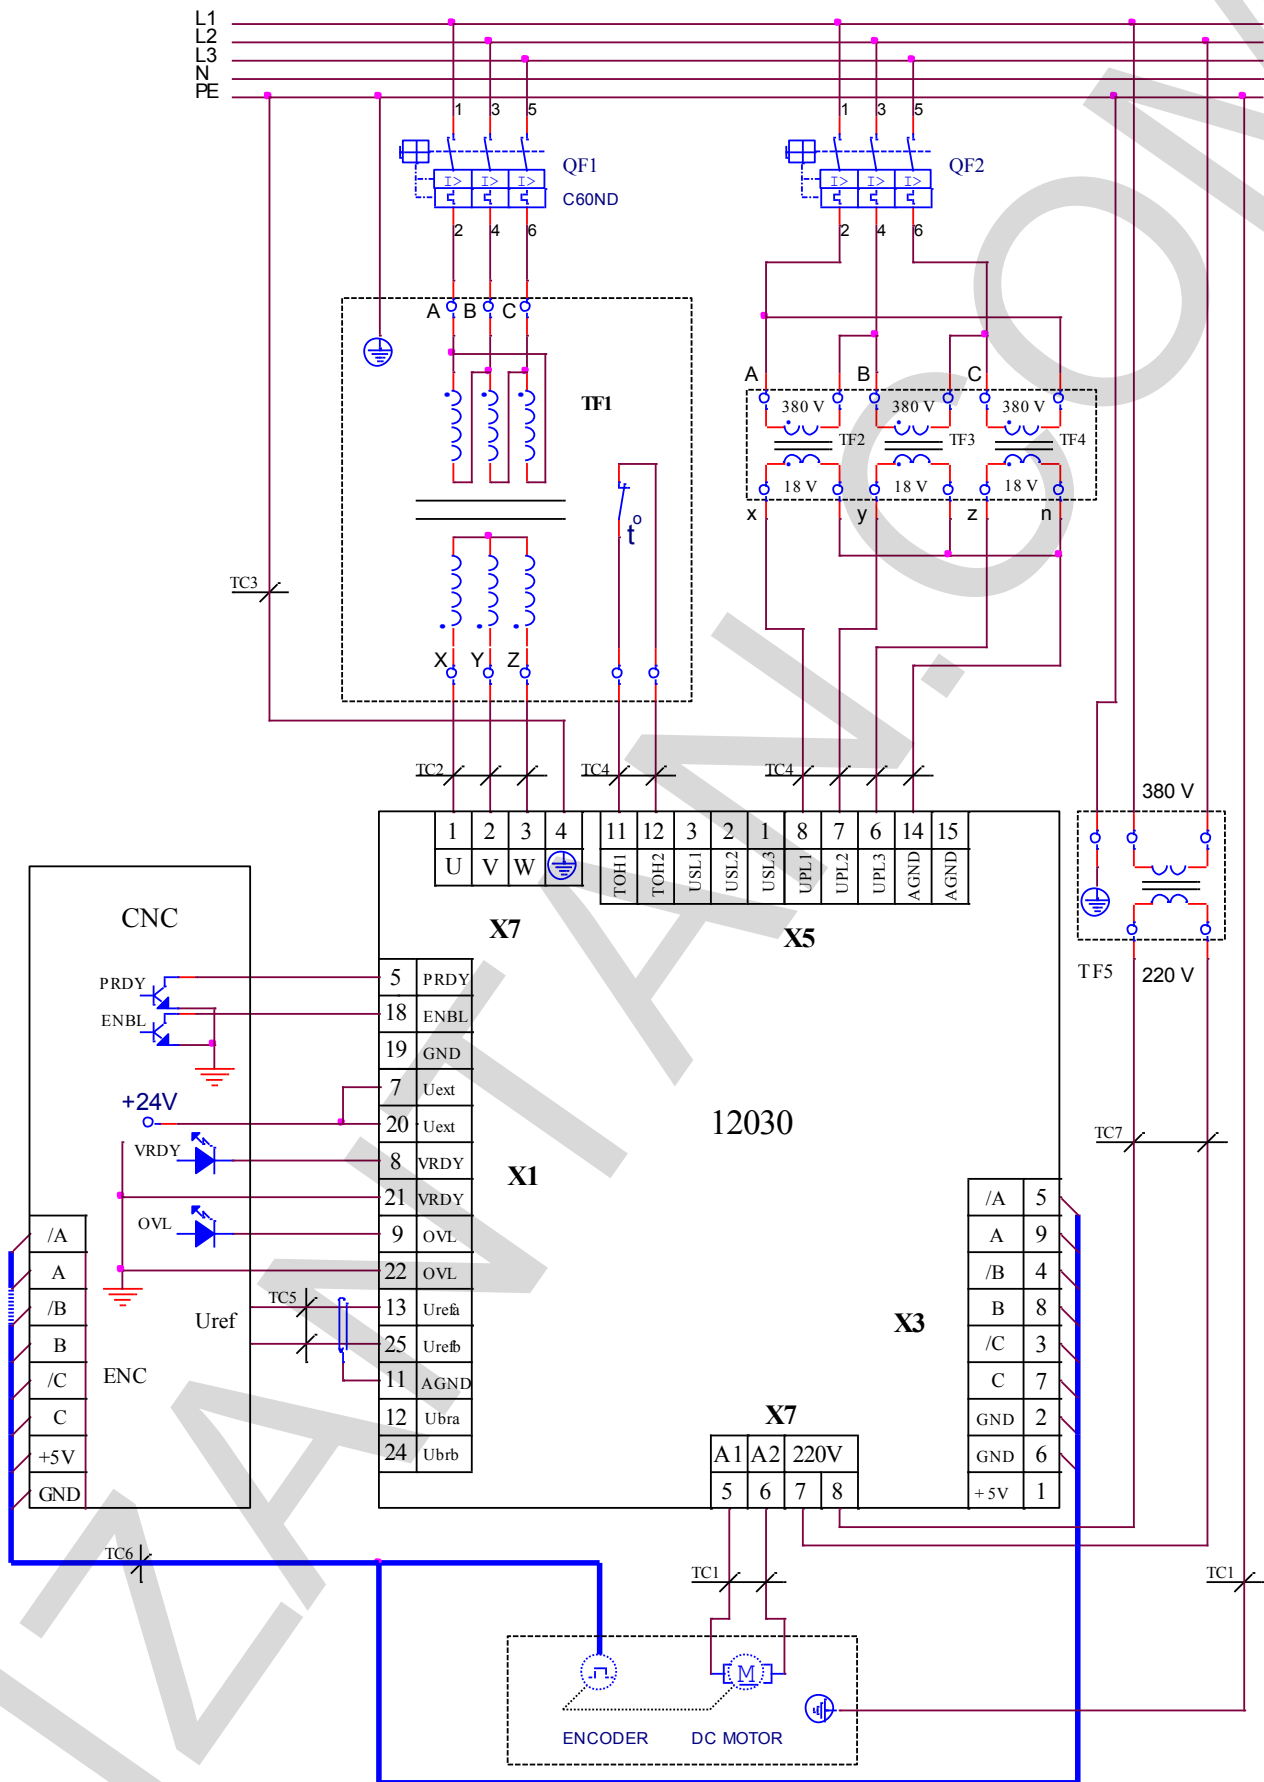 L1
L2
L3
N
PE
1 3 5
1 3 5
QF1
C60ND
QF2
I> I> I>
I> I> I>
2 4 6
2 4 6
A B C
TF1
A B C
380 V 380 V 380 V
TF2 TF3 TF4
18 V 18 V 18 V
x y z n
t°
TC3
X Y Z
TC2 TC4 TC4
380 V
1 2 3 4
U V W
11 12 3 2 1 8 7 6 14 15
TOH1 TOH2 USL1 USL2 USL3 UPL1 UPL2 UPL3 AGND AGND
X7
X5
TF5
220 V
CNC
PRDY
ENBL
+24V
VRDY
OVL
5 PRDY
18 ENBL
19 GND
7 Uext
20 Uext
8 VRDY
21 VRDY
9 OVL
22 OVL
13 Urefa
25 Urefb
11 AGND
12 Ubra
24 Ubrb
X1
12030
TC7
TC5
Uref
ENC
/A
A
/B
B
/C
C
+5V
GND
X3
/A 5
A 9
/B 4
B 8
/C 3
C 7
GND 2
GND 6
+5V 1
X7
A1 A2 220V
5 6 7 8
TC6
TC1
TC1
M
ENCODER
DC MOTOR
IZANTAN.COM